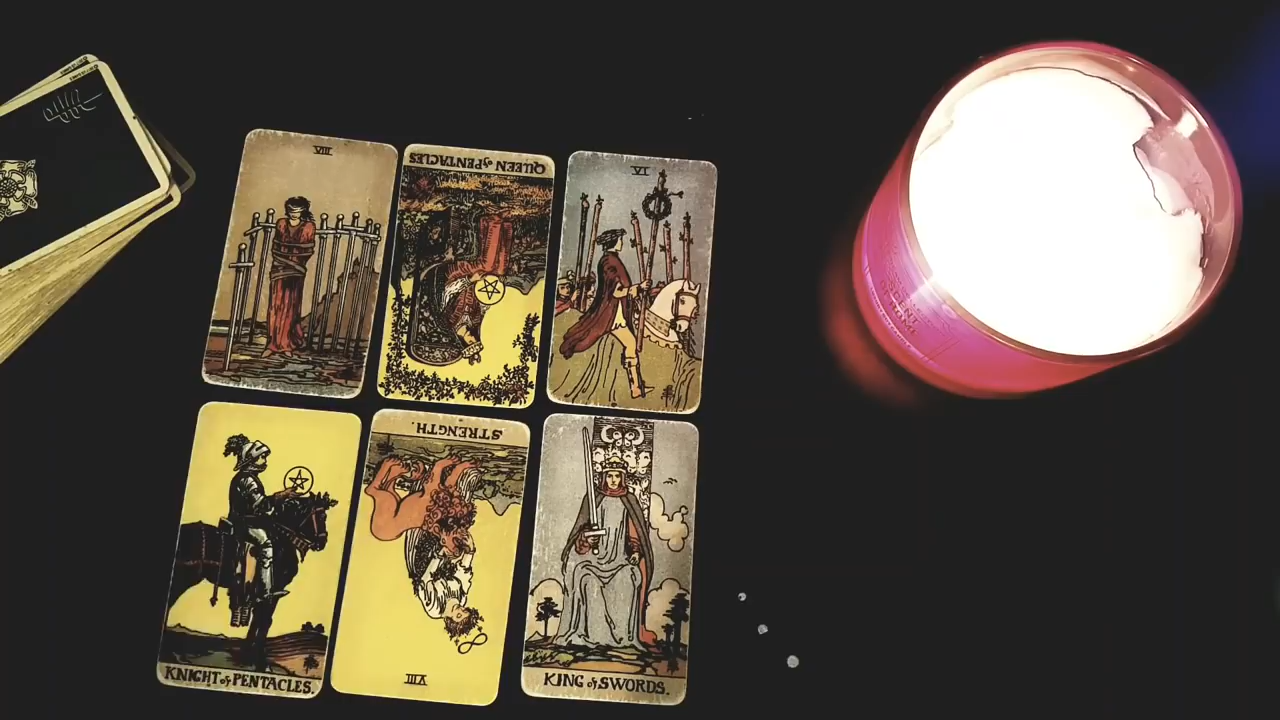 VIII
QUEEN of PENTACLES
VI
STRENGTH.
VIII
KNIGHT of PENTACLES.
KING of SWORDS.